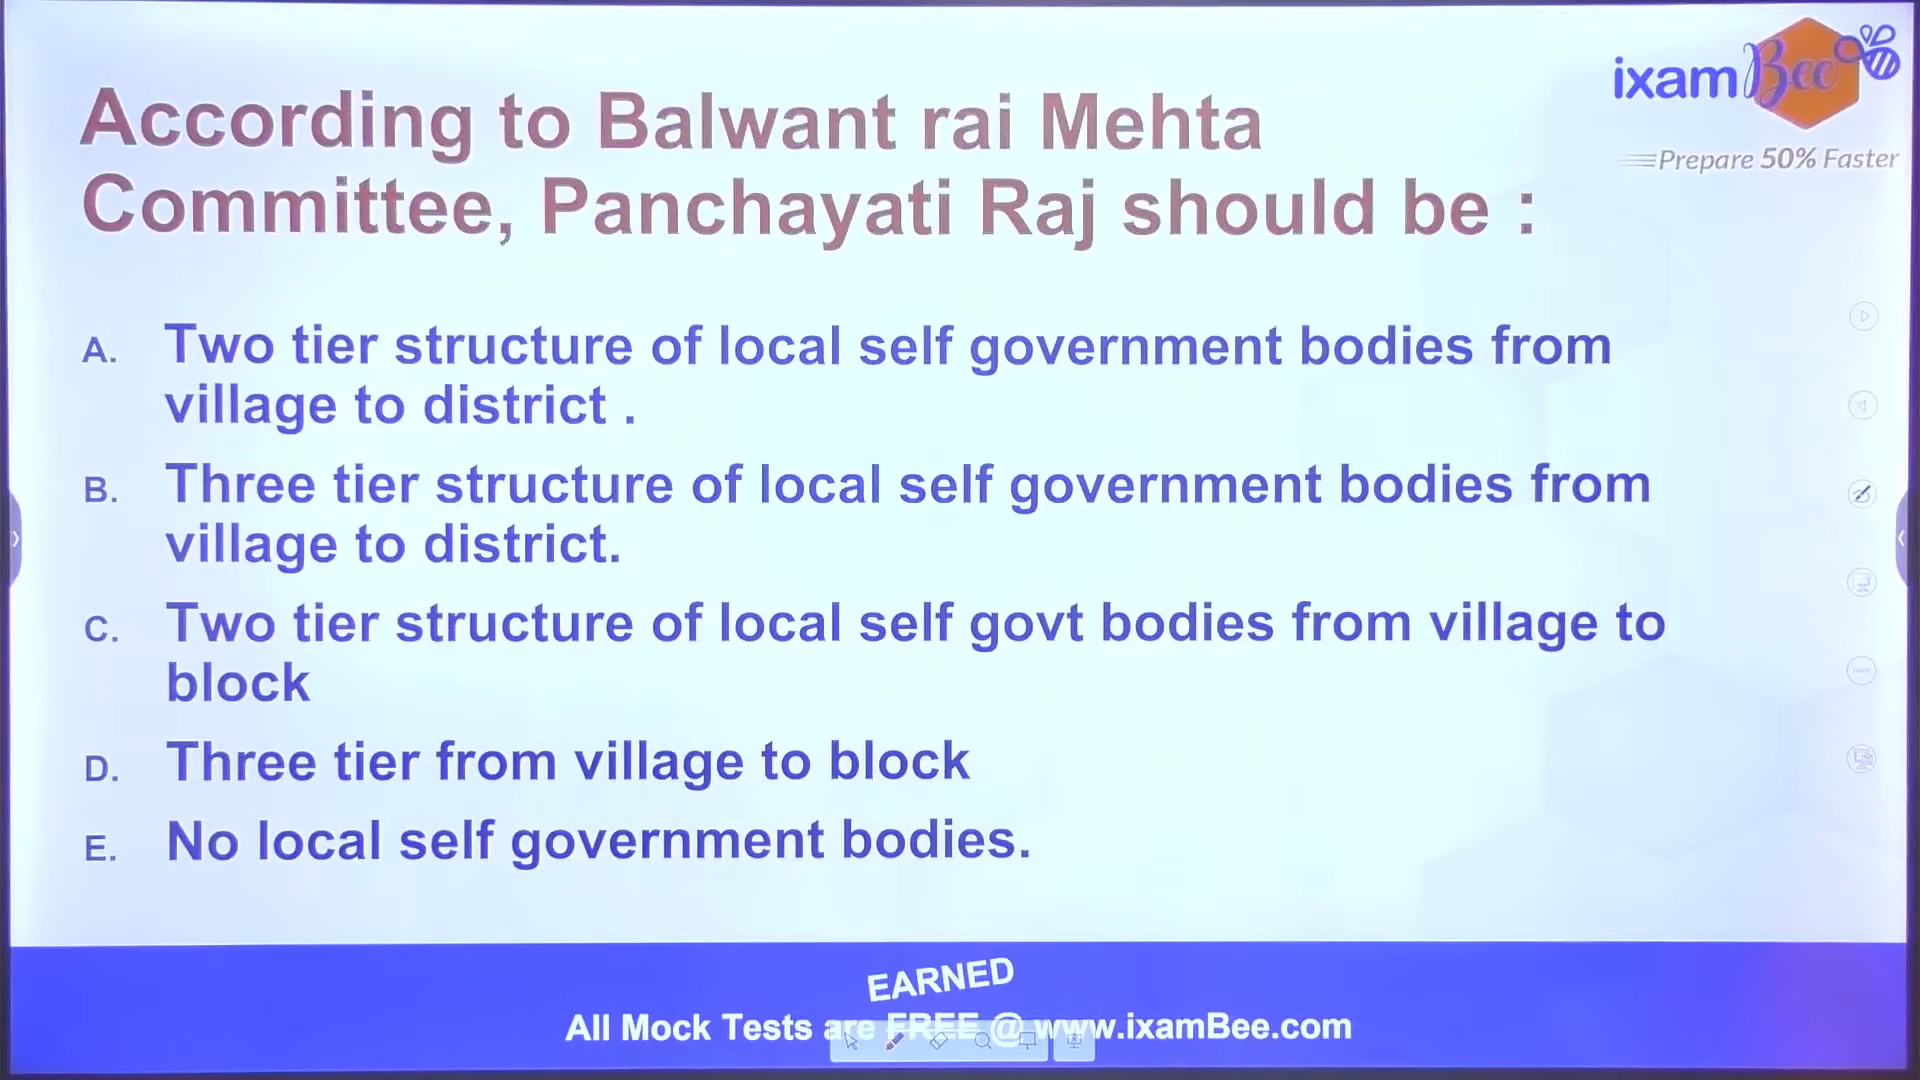 ixamBee
Prepare 50% Faster
According to Balwant rai Mehta
Committee, Panchayati Raj should be :
A. Two tier structure of local self government bodies from
village to district .
B. Three tier structure of local self government bodies from
village to district.
C. Two tier structure of local self govt bodies from village to
block
D. Three tier from village to block
E. No local self government bodies.
EARNED
All Mock Tests are FREE @ www.ixamBee.com